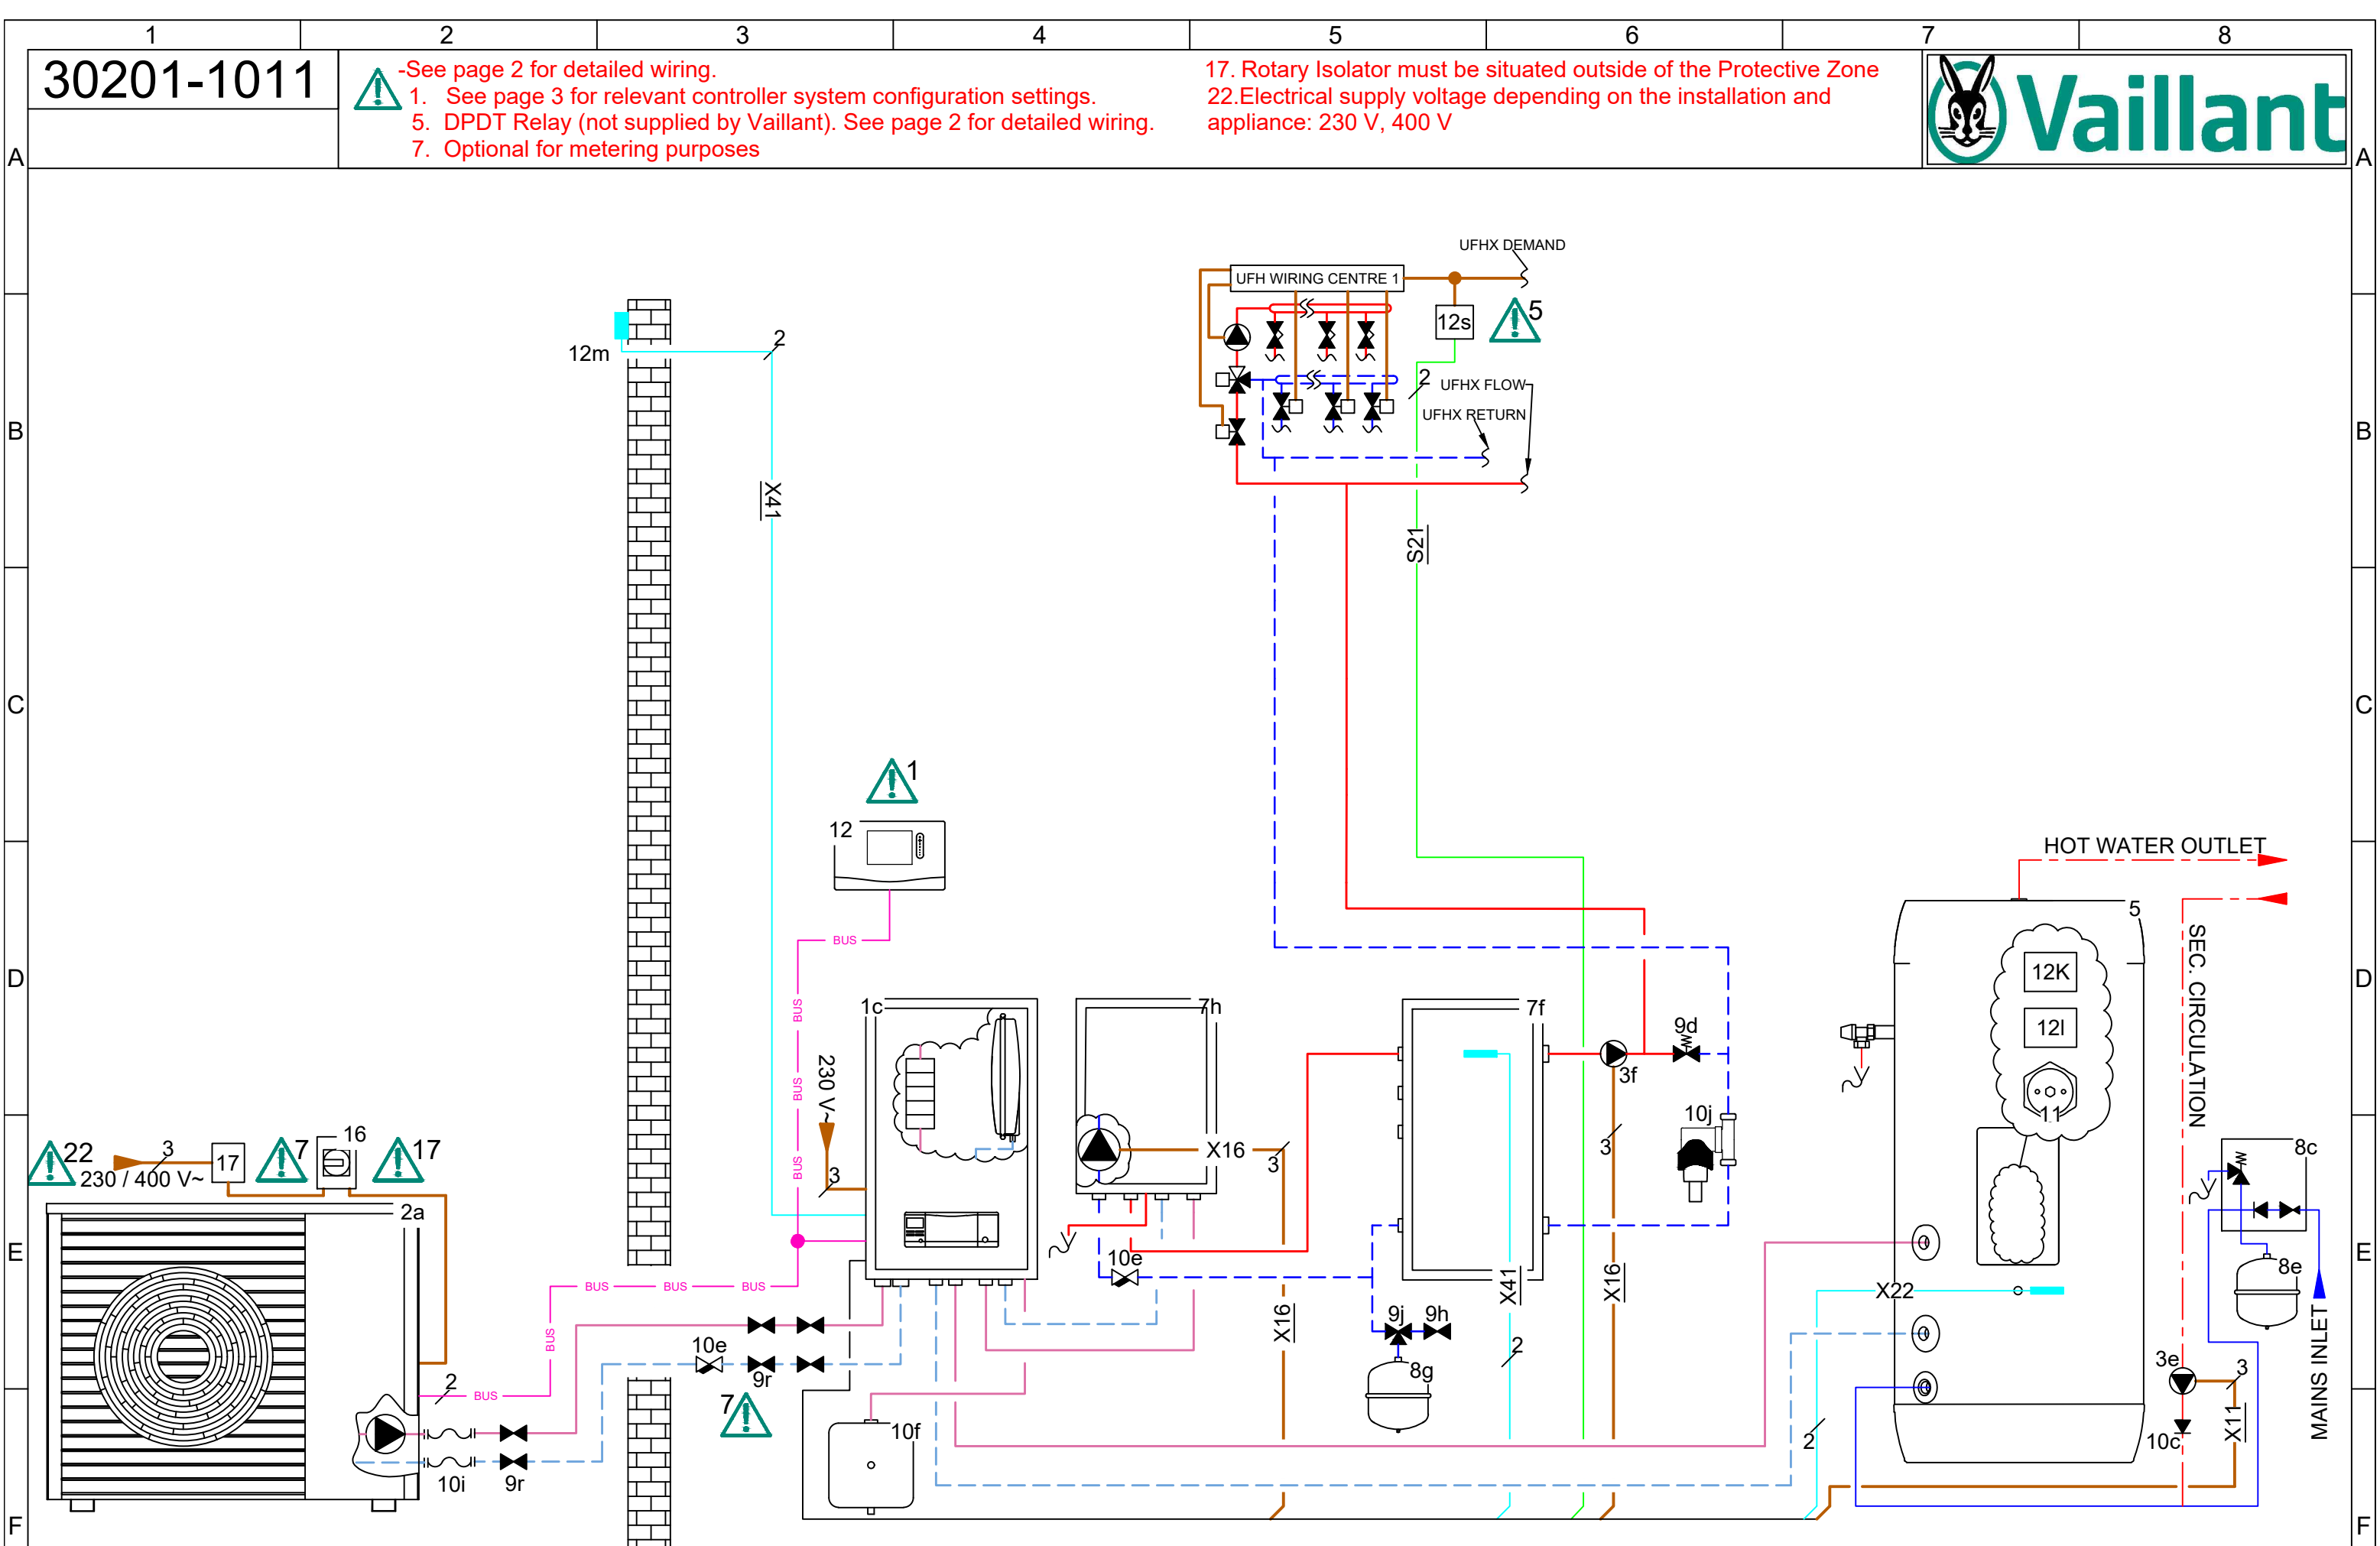 1 2 3 4 5 6 7 8
30201-1011
-See page 2 for detailed wiring.
1. See page 3 for relevant controller system configuration settings.
5. DPDT Relay (not supplied by Vaillant). See page 2 for detailed wiring.
7. Optional for metering purposes
17. Rotary Isolator must be situated outside of the Protective Zone
22.Electrical supply voltage depending on the installation and
appliance: 230 V, 400 V
Vaillant
A A
UFHX DEMAND
UFH WIRING CENTRE 1
12s
5
12m
2
2
UFHX FLOW
UFHX RETURN
B B
X41
S21
C C
1
12
HOT WATER OUTLET
5
BUS
SEC. CIRCULATION
12K
D D
BUS
1c
7h
7f
9d
12l
230 V~
BUS
3f
11
10j
22
3
7
16
17
17
230 / 400 V~
BUS
3
X16
3
3
8c
2a
E E
10e
X41
X16
8e
BUS BUS BUS
X22
9j 9h
X16
MAINS INLET
BUS
10e
9r
2
8g
3e
3
2
BUS
7
10f
2
10c
X11
10i
9r
F F